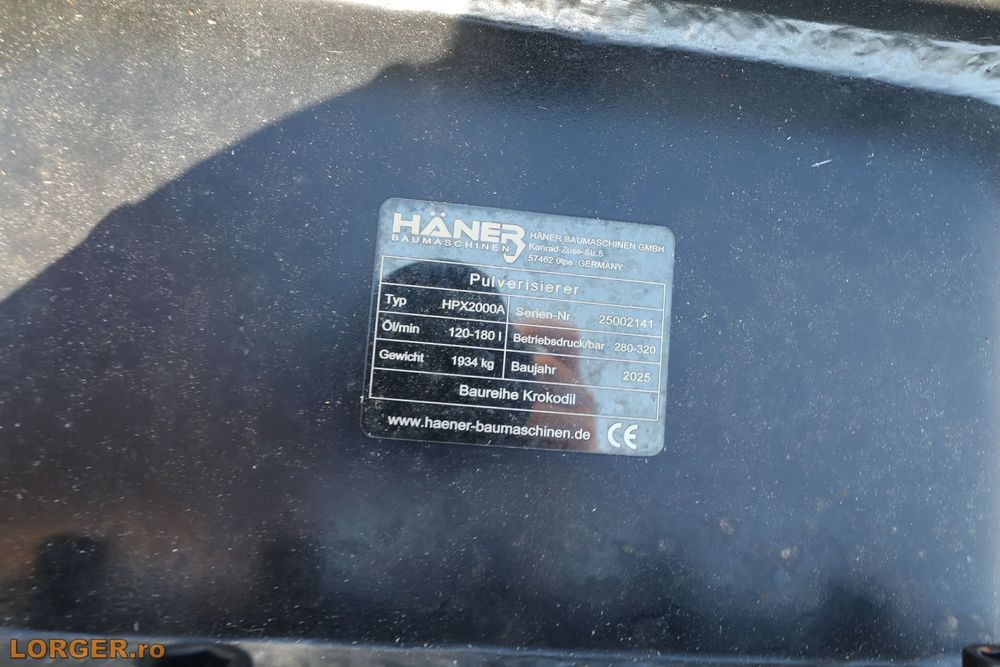 HÄNER
BAUMASCHINEN
HÄNER BAUMASCHINEN GMBH
Konrad-Zuse-Str.5
57462 Olpe GERMANY
Pulverisierer
Typ HPX2000A Serien-Nr. 25002141
Öl/min 120-180 l Betriebsdruck/bar 280-320
Gewicht 1934 kg Baujahr 2025
Baureihe Krokodil
www.haener-baumaschinen.de CE
LORGER.ro